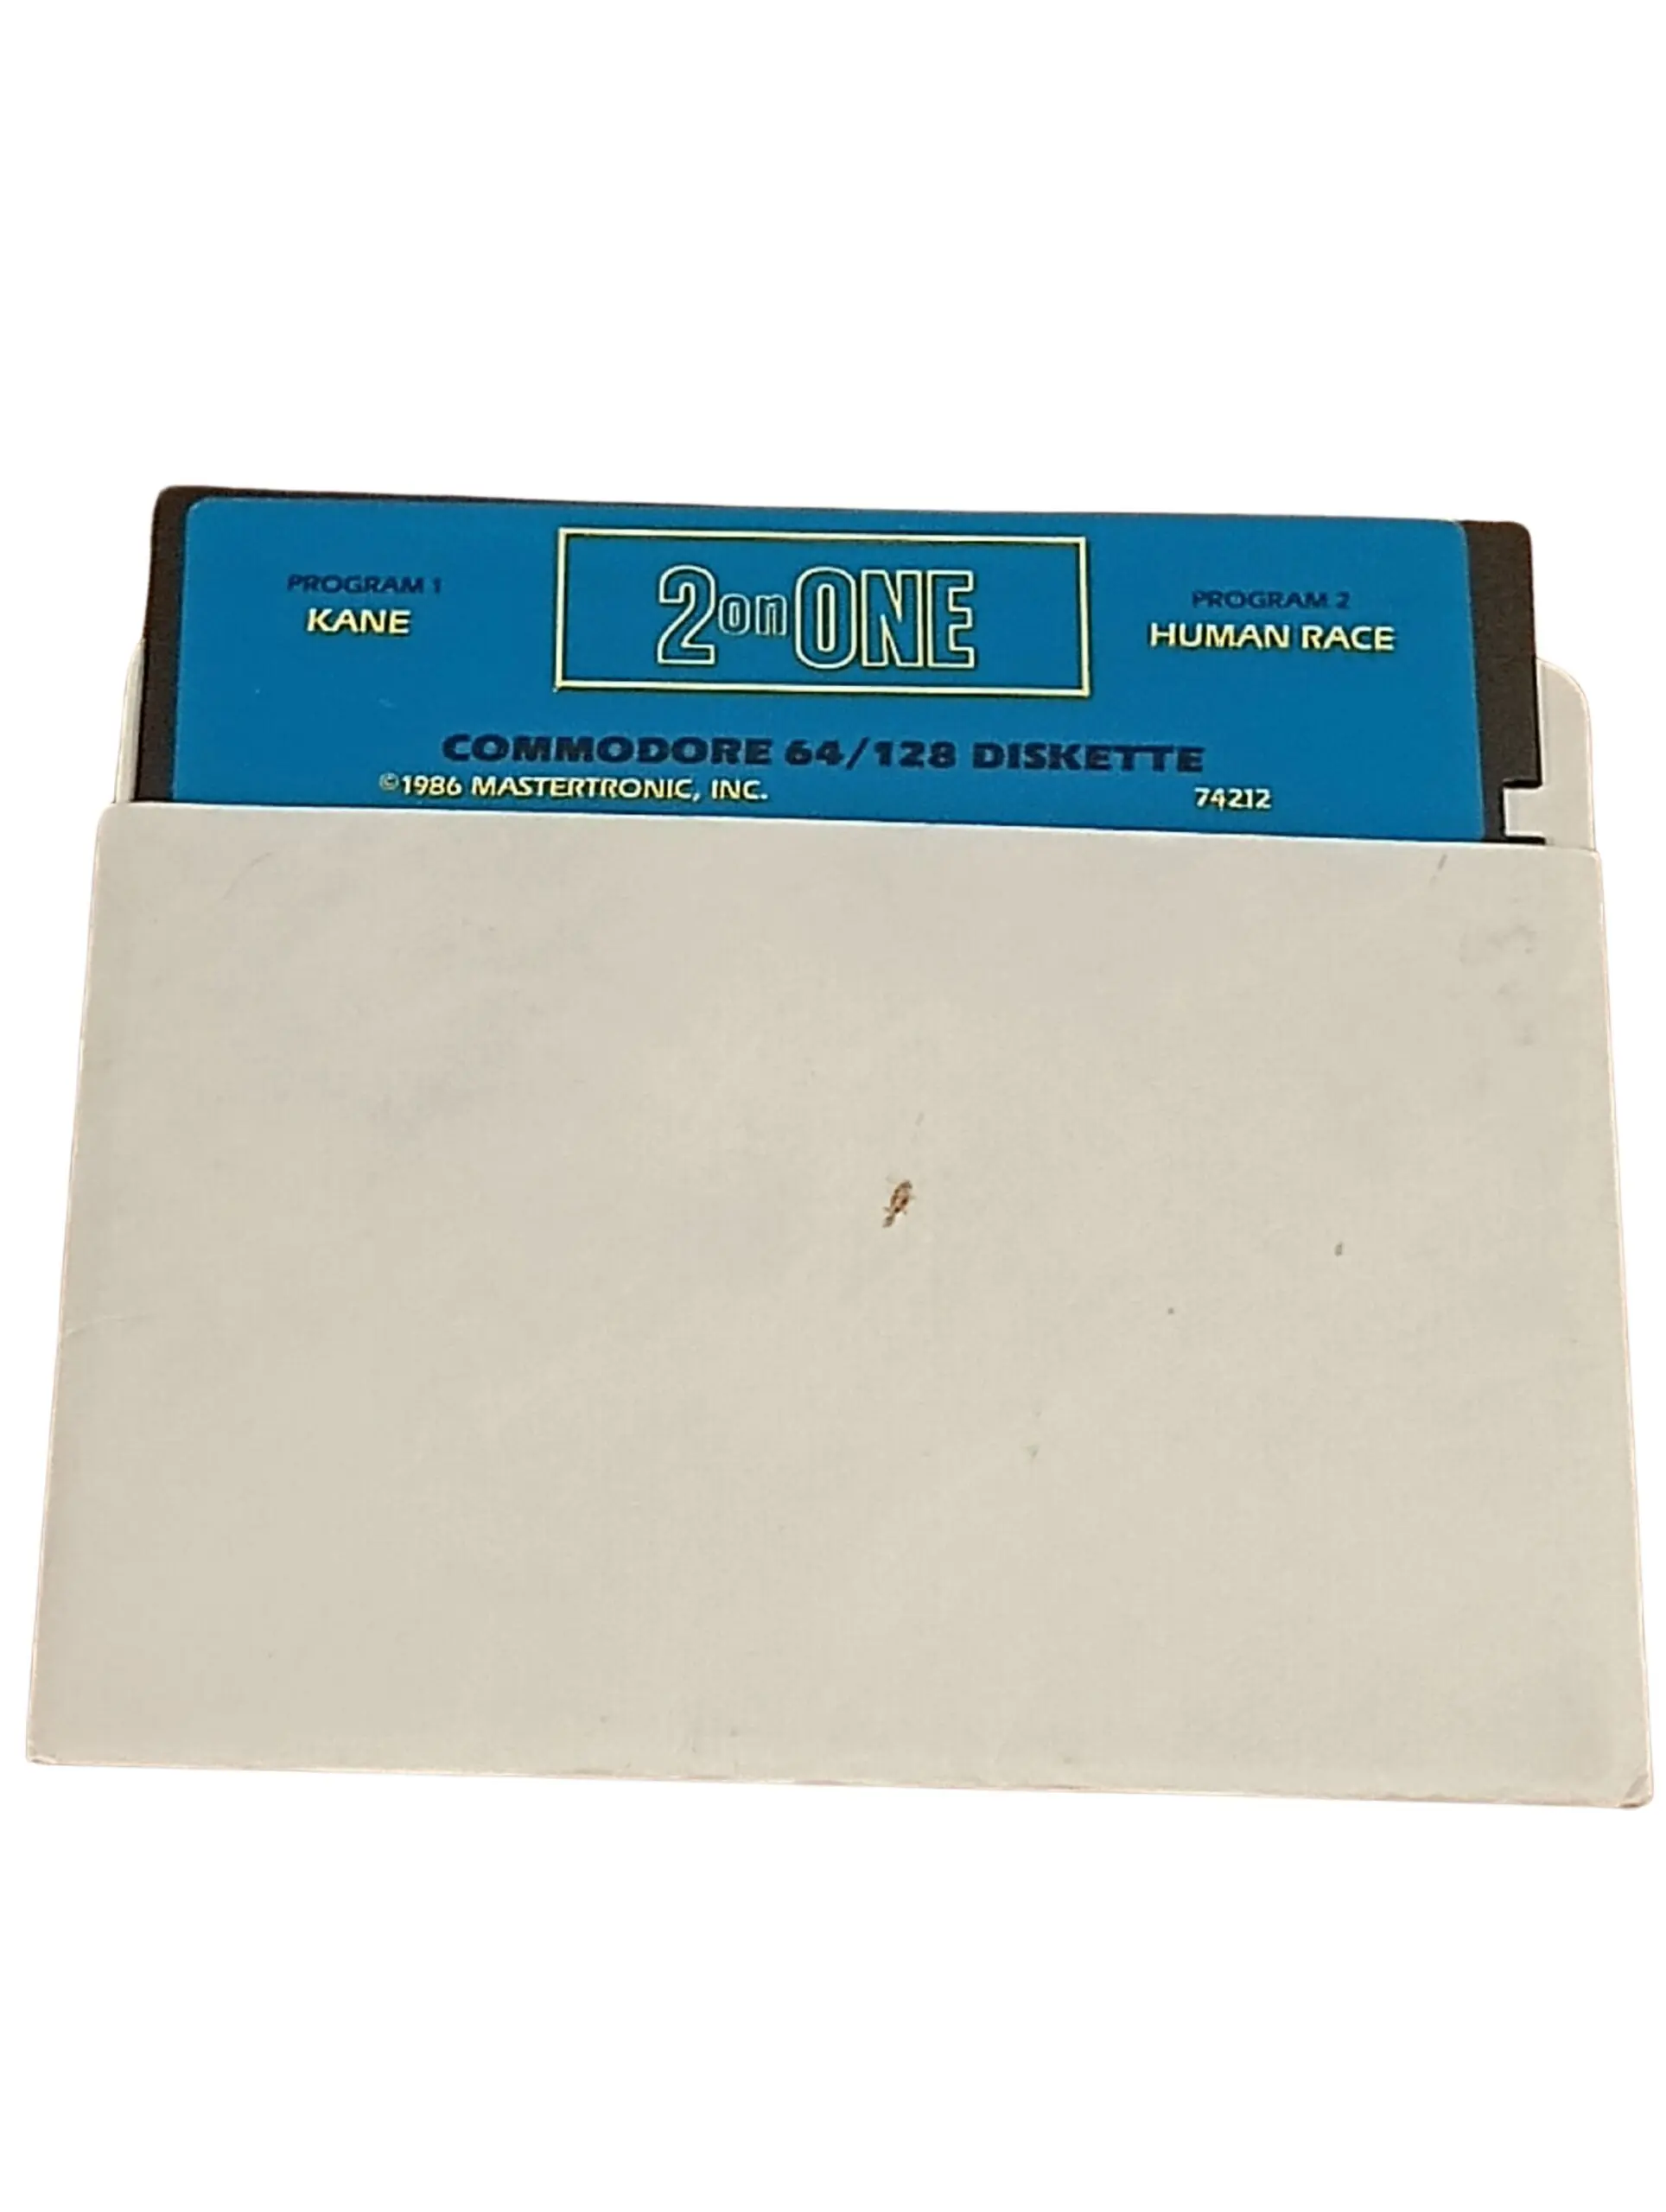 PROGRAM 1
KANE
2 on ONE
PROGRAM 2
HUMAN RACE
COMMODORE 64/128 DISKETTE
©1986 MASTERTRONIC, INC.
74212